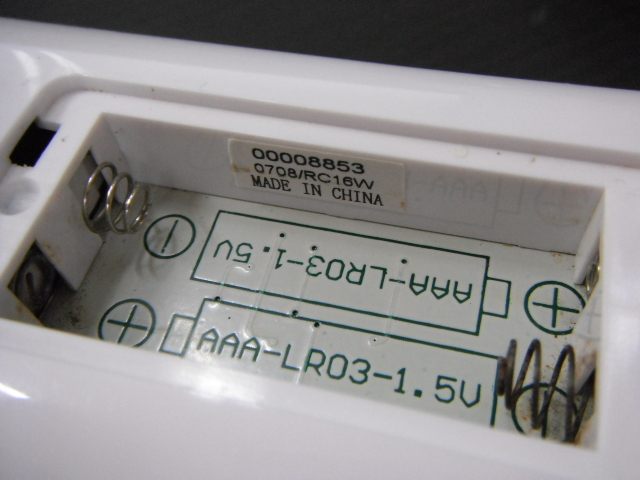 00008853
0708/RC16W
MADE IN CHINA
AAA-LR03-1.5V
AAA-LR03-1.5V